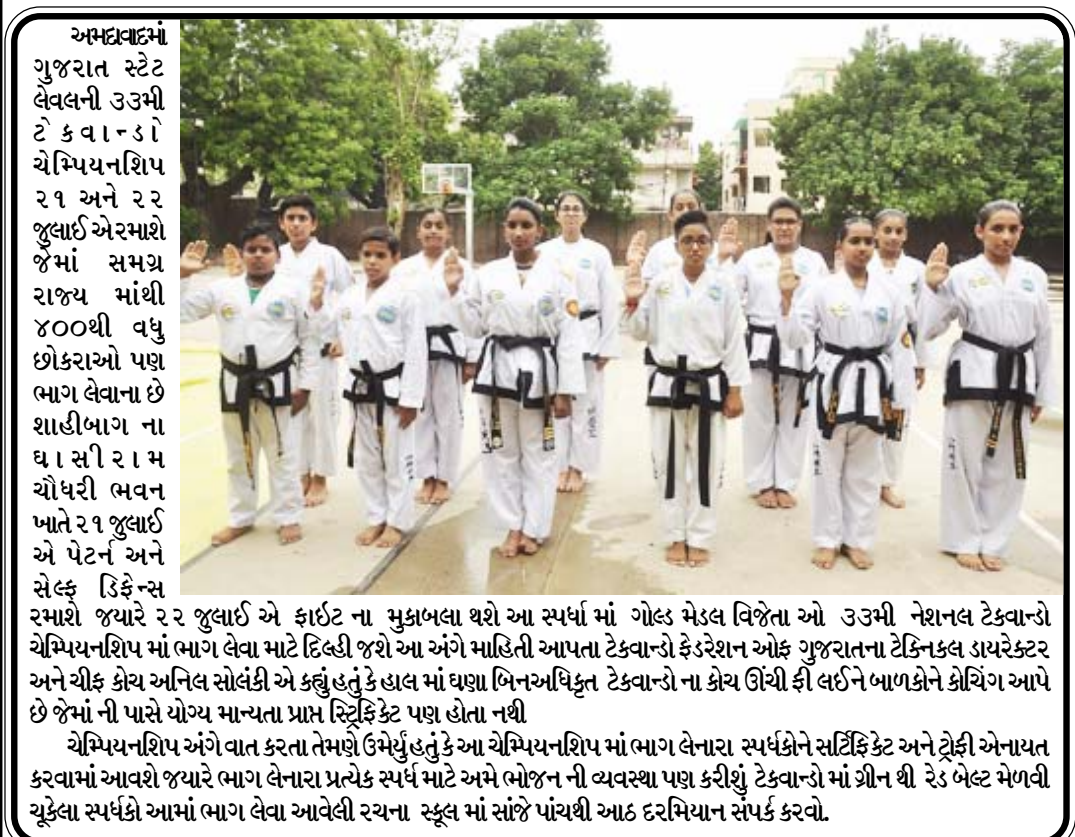 અમદાવાદમાં
ગુજરાત સ્ટેટ
લેવલની ૩૩મી
ટેકવાન્ડો
ચેમ્પિયનશિપ
૨૧ અને ૨૨
જુલાઈ એરમાશે
જેમાં સમગ્ર
રાજ્ય માંથી
૪૦૦થી વધુ
છોકરાઓ પણ
ભાગ લેવાના છે
શાહીબાગ ના
ઘાસીરામ
ચૌધરી ભવન
ખાતે ૨૧ જુલાઈ
એ પેટર્ન અને
સેલ્ફ ડિફેન્સ
રમાશે જયારે ૨૨ જુલાઈ એ ફાઇટ ના મુકાબલા થશે આ સ્પર્ધા માં ગોલ્ડ મેડલ વિજેતા ઓ ૩૩મી નેશનલ ટેકવાન્ડો
ચેમ્પિયનશિપ માં ભાગ લેવા માટે દિલ્હી જશે આ અંગે માહિતી આપતા ટેકવાન્ડો ફેડરેશન ઓફ ગુજરાતના ટેક્નિકલ ડાયરેક્ટર
અને ચીફ કોચ અનિલ સોલંકી એ કહ્યું હતું કે હાલ માં ઘણા બિનઅધિકૃત ટેકવાન્ડો ના કોચ ઊંચી ફી લઈને બાળકોને કોચિંગ આપે
છે જેમાં ની પાસે યોગ્ય માન્યતા પ્રાપ્ત સ્ટ્રિફિકેટ પણ હોતા નથી
ચેમ્પિયનશિપ અંગે વાત કરતા તેમણે ઉમેર્યું હતું કે આ ચેમ્પિયનશિપ માં ભાગ લેનારા સ્પર્ધકોને સર્ટિફિકેટ અને ટ્રોફી એનાયત
કરવામાં આવશે જયારે ભાગ લેનારા પ્રત્યેક સ્પર્ધ માટે અમે ભોજન ની વ્યવસ્થા પણ કરીશું ટેકવાન્ડો માં ગ્રીન થી રેડ બેલ્ટ મેળવી
ચૂકેલા સ્પર્ધકો આમાં ભાગ લેવા આવેલી રચના સ્કૂલ માં સાંજે પાંચથી આઠ દરમિયાન સંપર્ક કરવો.